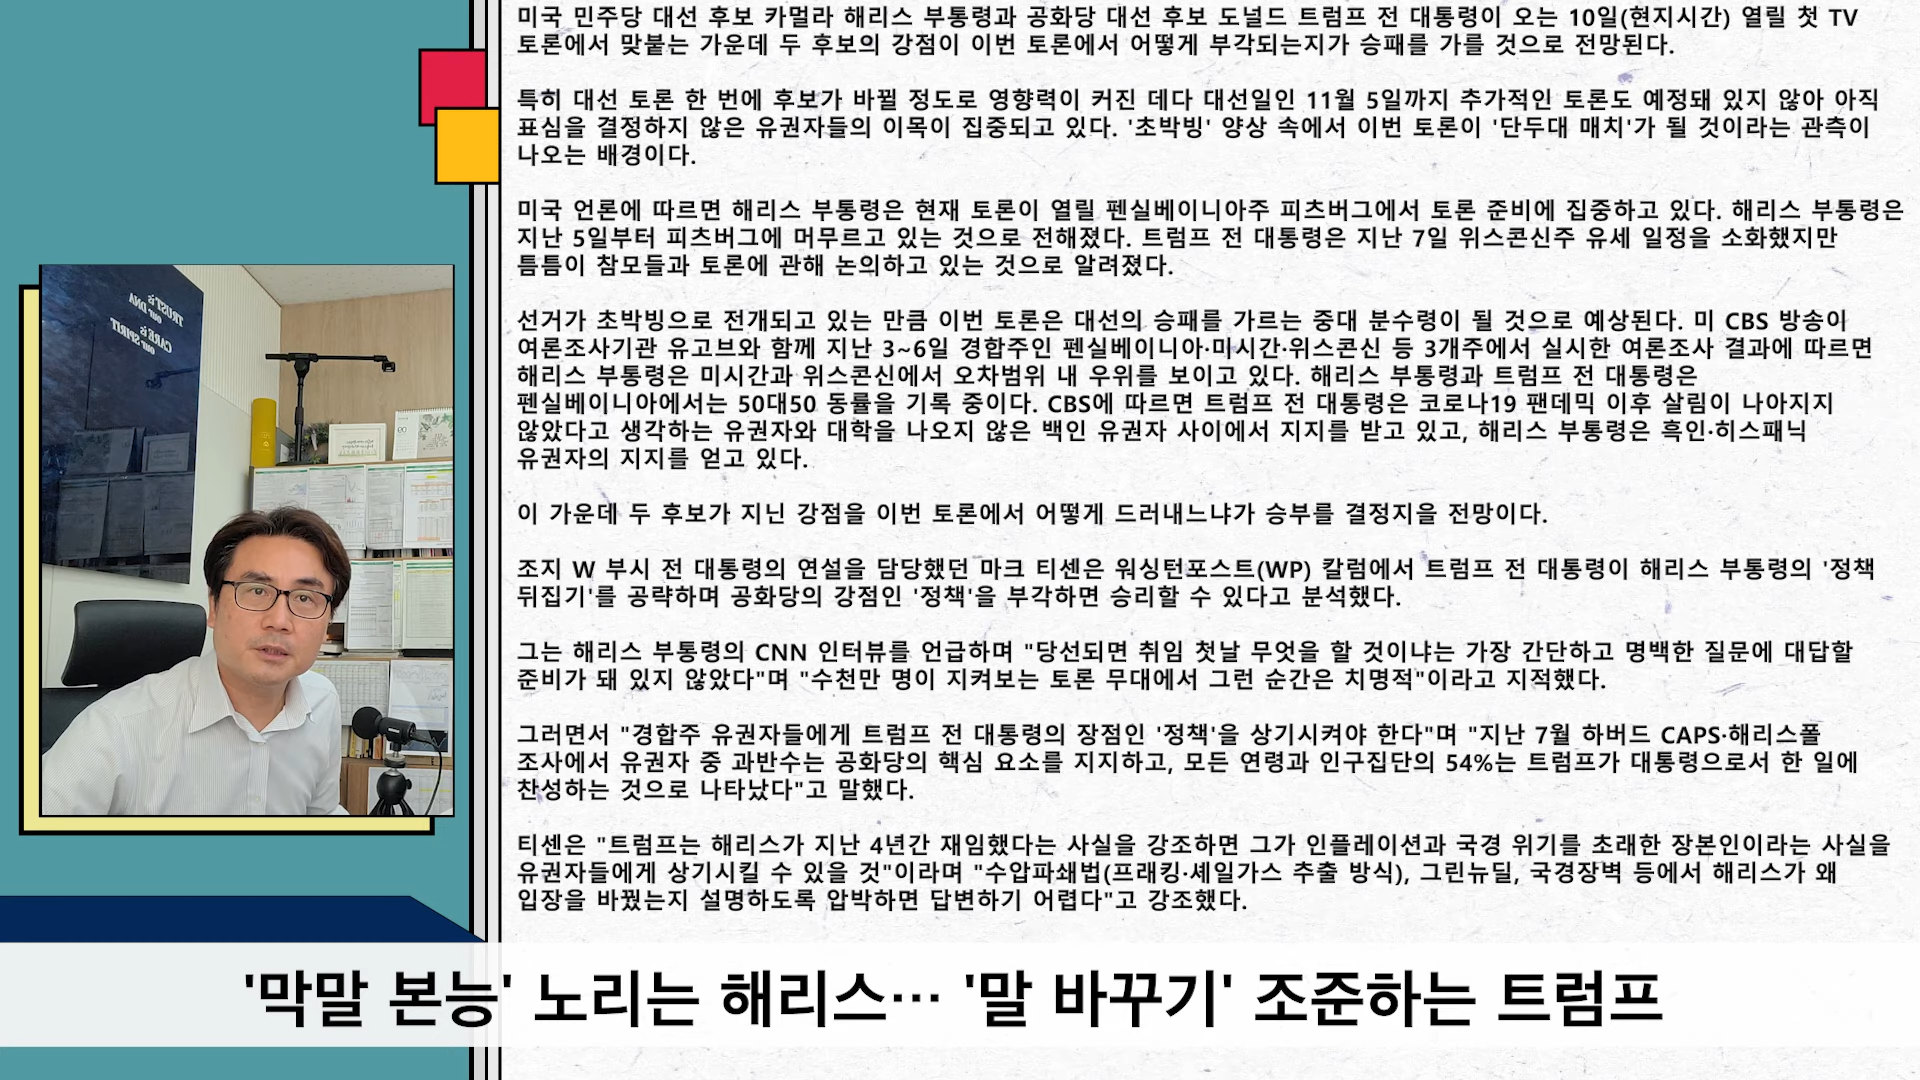 미국 민주당 대선 후보 카멀라 해리스 부통령과 공화당 대선 후보 도널드 트럼프 전 대통령이 오는 10일(현지시간) 열릴 첫 TV
토론에서 맞붙는 가운데 두 후보의 강점이 이번 토론에서 어떻게 부각되는지가 승패를 가를 것으로 전망된다.
특히 대선 토론 한 번에 후보가 바뀔 정도로 영향력이 커진 데다 대선일인 11월 5일까지 추가적인 토론도 예정돼 있지 않아 아직
표심을 결정하지 않은 유권자들의 이목이 집중되고 있다. '초박빙' 양상 속에서 이번 토론이 '단두대 매치'가 될 것이라는 관측이
나오는 배경이다.
미국 언론에 따르면 해리스 부통령은 현재 토론이 열릴 펜실베이니아주 피츠버그에서 토론 준비에 집중하고 있다. 해리스 부통령은
지난 5일부터 피츠버그에 머무르고 있는 것으로 전해졌다. 트럼프 전 대통령은 지난 7일 위스콘신주 유세 일정을 소화했지만
틈틈이 참모들과 토론에 관해 논의하고 있는 것으로 알려졌다.
선거가 초박빙으로 전개되고 있는 만큼 이번 토론은 대선의 승패를 가르는 중대 분수령이 될 것으로 예상된다. 미 CBS 방송이
여론조사기관 유고브와 함께 지난 3~6일 경합주인 펜실베이니아·미시간·위스콘신 등 3개주에서 실시한 여론조사 결과에 따르면
해리스 부통령은 미시간과 위스콘신에서 오차범위 내 우위를 보이고 있다. 해리스 부통령과 트럼프 전 대통령은
펜실베이니아에서는 50대50 동률을 기록 중이다. CBS에 따르면 트럼프 전 대통령은 코로나19 팬데믹 이후 살림이 나아지지
않았다고 생각하는 유권자와 대학을 나오지 않은 백인 유권자 사이에서 지지를 받고 있고, 해리스 부통령은 흑인·히스패닉
유권자의 지지를 얻고 있다.
이 가운데 두 후보가 지닌 강점을 이번 토론에서 어떻게 드러내느냐가 승부를 결정지을 전망이다.
조지 W 부시 전 대통령의 연설을 담당했던 마크 티센은 워싱턴포스트(WP) 칼럼에서 트럼프 전 대통령이 해리스 부통령의 '정책
뒤집기'를 공략하며 공화당의 강점인 '정책'을 부각하면 승리할 수 있다고 분석했다.
그는 해리스 부통령의 CNN 인터뷰를 언급하며 "당선되면 취임 첫날 무엇을 할 것이냐는 가장 간단하고 명백한 질문에 대답할
준비가 돼 있지 않았다"며 "수천만 명이 지켜보는 토론 무대에서 그런 순간은 치명적"이라고 지적했다.
그러면서 "경합주 유권자들에게 트럼프 전 대통령의 장점인 '정책'을 상기시켜야 한다"며 "지난 7월 하버드 CAPS·해리스폴
조사에서 유권자 중 과반수는 공화당의 핵심 요소를 지지하고, 모든 연령과 인구집단의 54%는 트럼프가 대통령으로서 한 일에
찬성하는 것으로 나타났다"고 말했다.
티센은 "트럼프는 해리스가 지난 4년간 재임했다는 사실을 강조하면 그가 인플레이션과 국경 위기를 초래한 장본인이라는 사실을
유권자들에게 상기시킬 수 있을 것"이라며 "수압파쇄법(프래킹·셰일가스 추출 방식), 그린뉴딜, 국경장벽 등에서 해리스가 왜
입장을 바꿨는지 설명하도록 압박하면 답변하기 어렵다"고 강조했다.
TRUST is
our DNA
CARE is
our SPIRIT
'막말 본능' 노리는 해리스… '말 바꾸기' 조준하는 트럼프